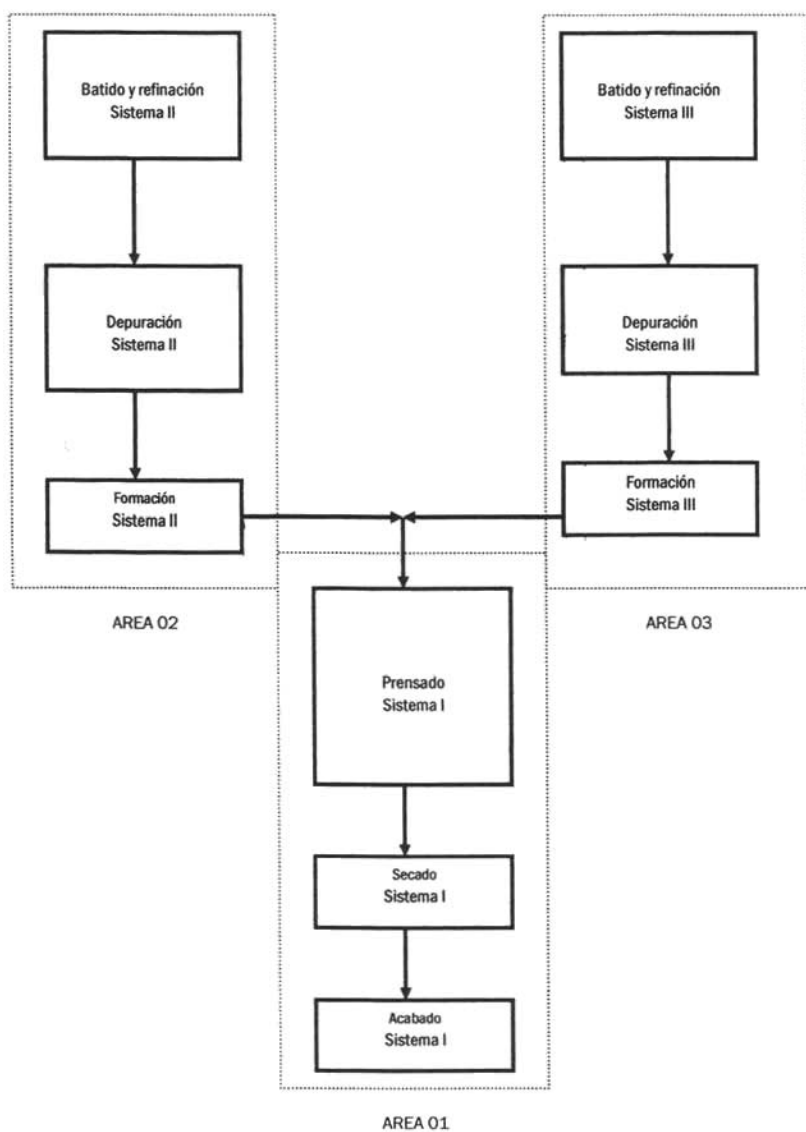 Batido y refinación
Sistema II
Batido y refinación
Sistema III
Depuración
Sistema II
Depuración
Sistema III
Formación
Sistema II
Formación
Sistema III
AREA 02
AREA 03
Prensado
Sistema I
Secado
Sistema I
Acabado
Sistema I
AREA 01